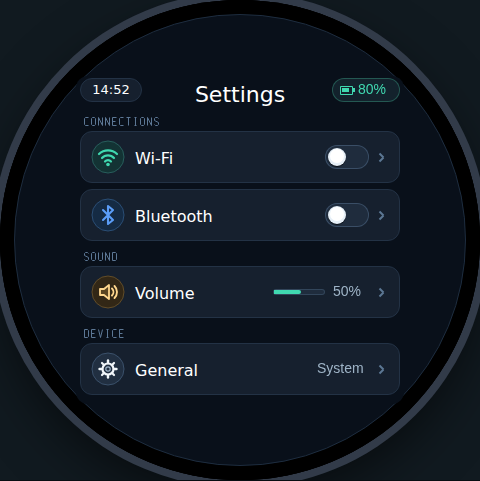 14:52
Settings
80%
CONNECTIONS
Wi-Fi
Bluetooth
SOUND
Volume 50%
DEVICE
General System